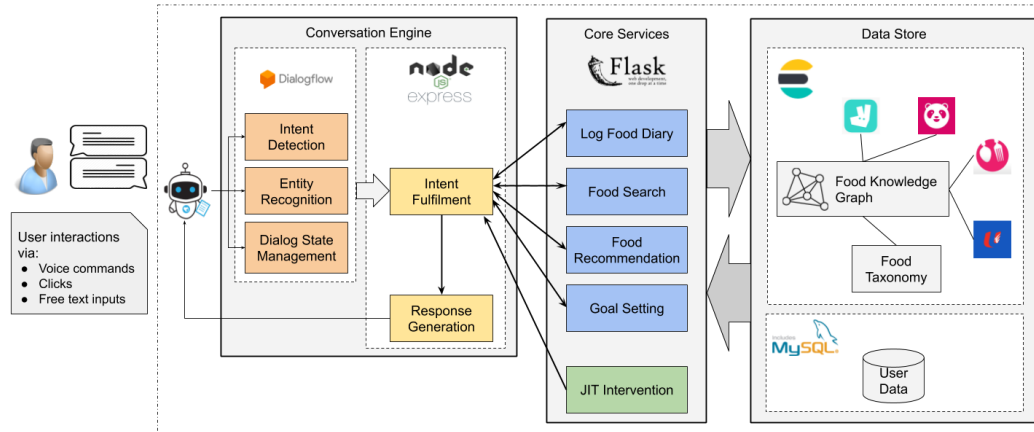 Conversation Engine
Core Services
Data Store
Dialogflow
node
JS
express
Flask
web development,
one drop at a time
Intent
Detection
Entity
Recognition
Dialog State
Management
Intent
Fulfilment
Response
Generation
Log Food Diary
Food Search
Food
Recommendation
Goal Setting
JIT Intervention
Food Knowledge
Graph
Food
Taxonomy
includes
MySQL
User
Data
User interactions
via:
● Voice commands
● Clicks
● Free text inputs